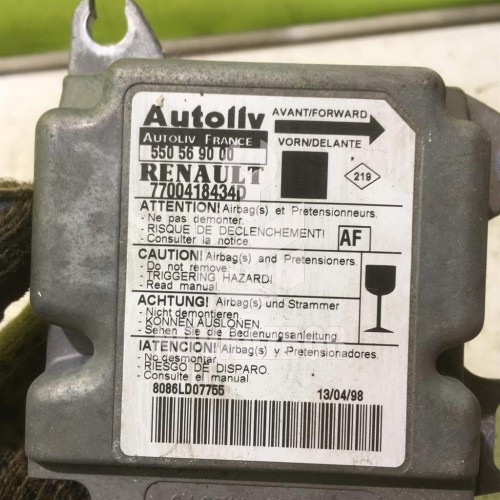 Autoliv
AVANT/FORWARD
AUTOLIV FRANCE
550 56 90 00
VORN/DELANTE
RENAULT
219
7700418434D
ATTENTION! Airbag(s) et Pretensionneurs.
- Ne pas demonter.
- RISQUE DE DECLENCHEMENT!
- Consulter la notice.
AF
CAUTION! Airbag(s) and Pretensioners.
- Do not remove.
- TRIGGERING HAZARD!
- Read manual.
ACHTUNG! Airbag(s) und Strammer
- Nicht demontieren.
- KONNEN AUSLONEN.
- Sehen Sie die Bedienungsanleitung
!ATENCION! Airbag(s) y Pretensionadores.
- No desmontar.
- RIESGO DE DISPARO.
- Consulte el manual
8086LD07755
13/04/98